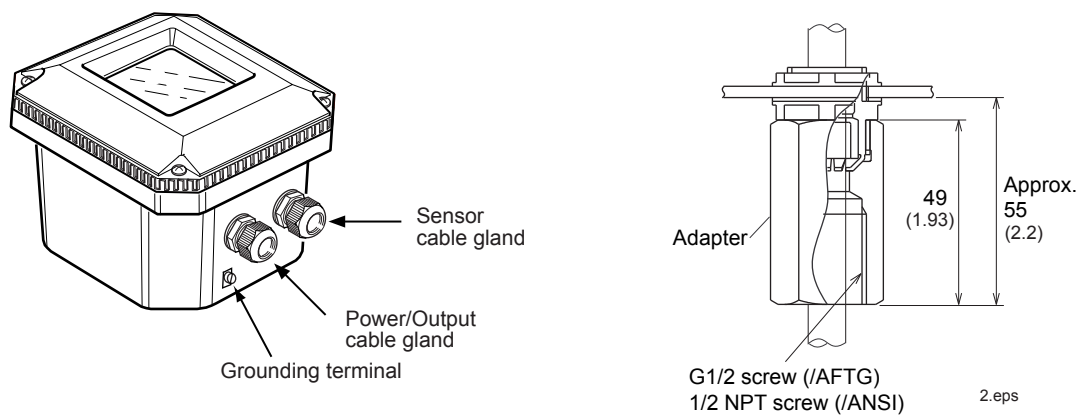 Sensor
cable gland
Power/Output
cable gland
Grounding terminal
Adapter
49
(1.93)
Approx.
55
(2.2)
G1/2 screw (/AFTG)
1/2 NPT screw (/ANSI)
2.eps